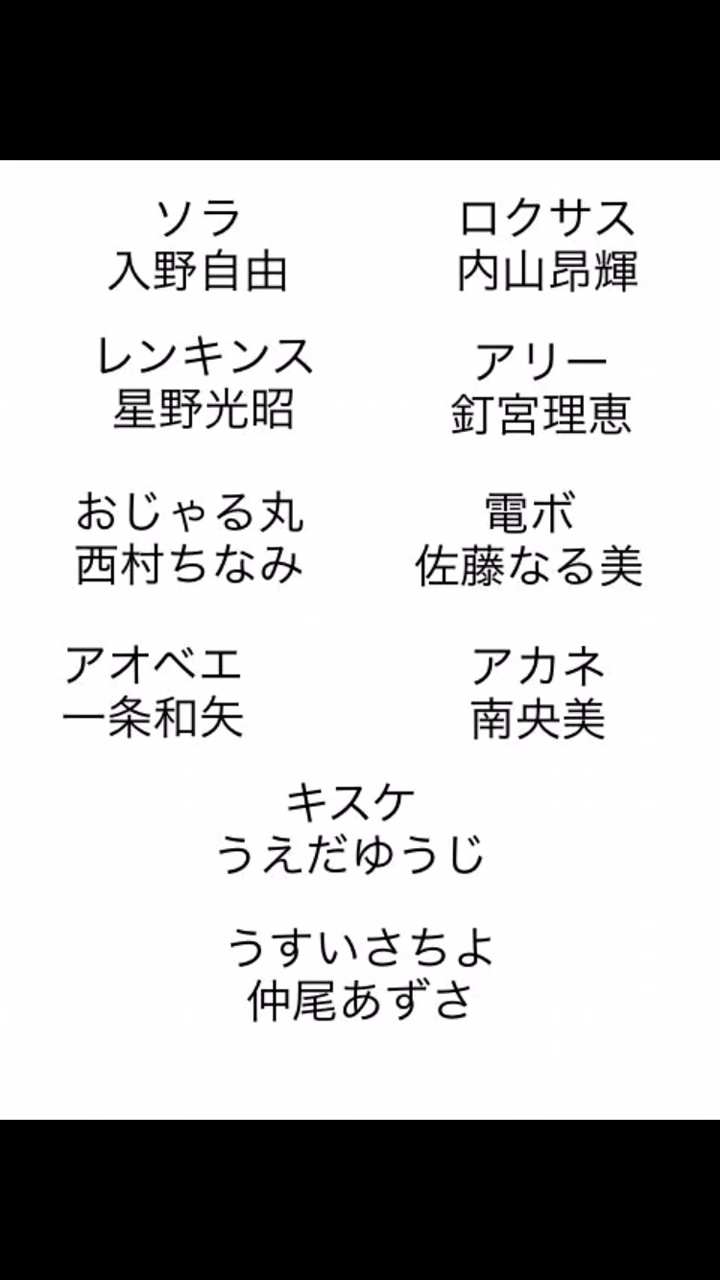 ソラ
入野自由
ロクサス
内山昂輝
レンキンス
星野光昭
アリー
釘宮理恵
おじゃる丸
西村ちなみ
電ボ
佐藤なる美
アオベエ
一条和矢
アカネ
南央美
キスケ
うえだゆうじ
うすいさちよ
仲尾あずさ